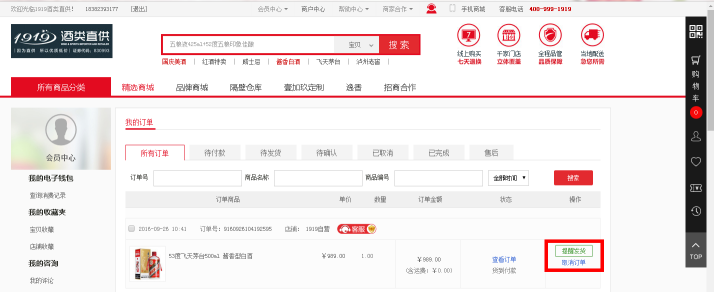 欢迎光临1919酒类直供! 18382393177 [退出] 会员中心 商户中心 帮助中心 商家合作 手机商城 客服电话 400-999-1919
1919 酒类直供
五粮液425ml+52度五粮印象佳酿 宝贝 搜 索
国庆美酒 红酒特卖 威士忌 酱香白酒 飞天茅台 泸州老窖
线上购买 千家门店 全程品管 当地配送
七天退换 立体覆盖 品质保障 急您所需
所有商品分类 精选商城 品牌商城 隔壁仓库 壹加玖定制 逸香 招商合作
购物车
0
会员中心
我的电子钱包
查询消费记录
我的收藏夹
宝贝收藏
店铺收藏
我的咨询
我的评论
我的订单
所有订单 待付款 待发货 待确认 已取消 已完成 售后
订单号 商品名称 商品编号 全部时间 搜索
订单商品 单价 数量 订单金额 状态 操作
2016-09-26 10:41 订单号: 9160926104192595 店铺: 1919自营 客服
53度飞天茅台500ml 酱香型白酒 ¥989.00 1.00 ¥989.00 查看订单 提醒发货
(含运费: ¥0.00) 货到付款 取消订单
TOP